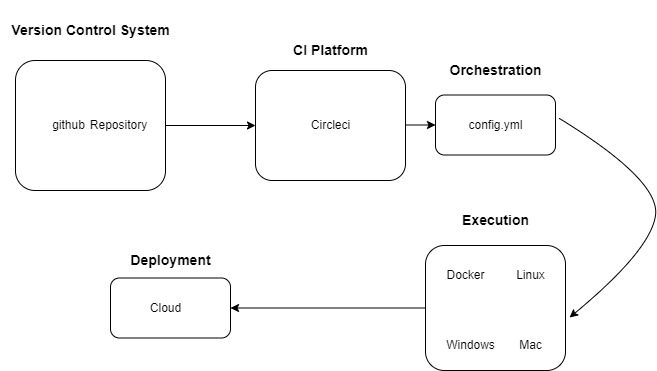 Version Control System
CI Platform
Orchestration
github Repository
Circleci
config.yml
Execution
Deployment
Docker Linux
Cloud
Windows Mac